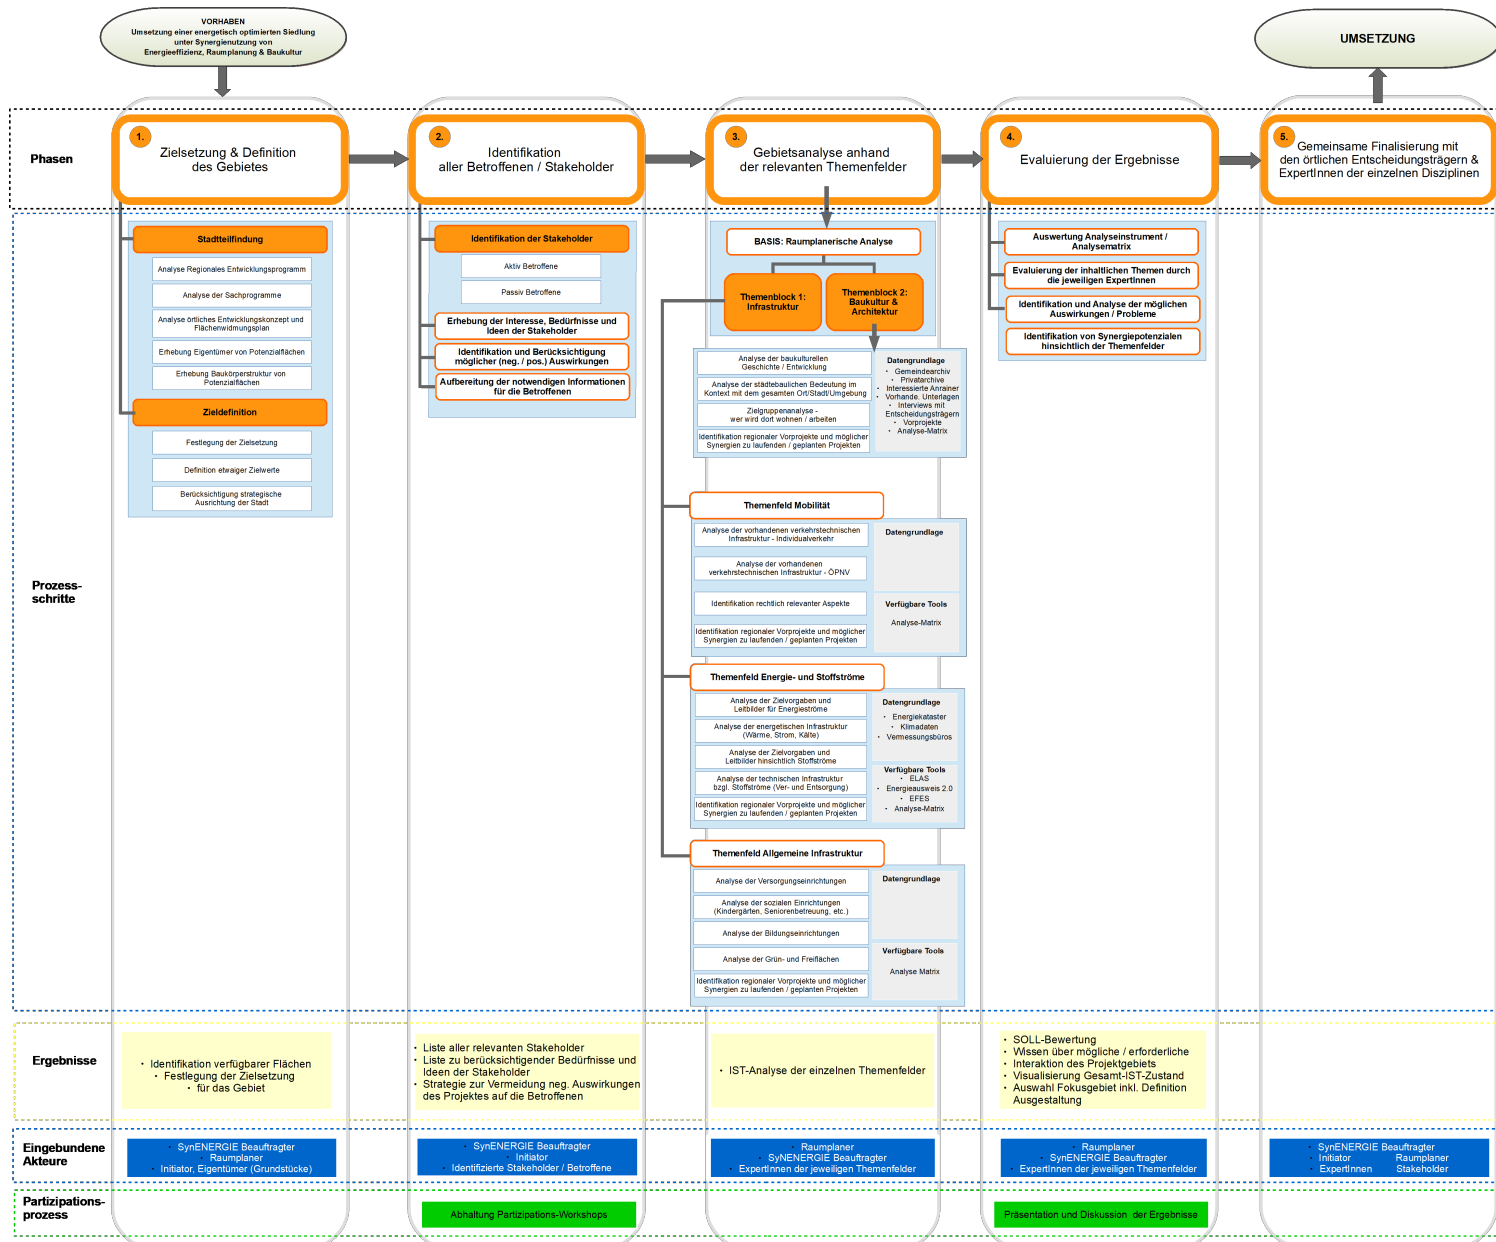 VORHABEN
Umsetzung einer energetisch optimierten Siedlung
unter Synergienutzung von
Energieeffizienz, Raumplanung & Baukultur
UMSETZUNG
Phasen
1.
Zielsetzung & Definition
des Gebietes
2.
Identifikation
aller Betroffenen / Stakeholder
3.
Gebietsanalyse anhand
der relevanten Themenfelder
4.
Evaluierung der Ergebnisse
5.
Gemeinsame Finalisierung mit
den örtlichen Entscheidungsträgern &
ExpertInnen der einzelnen Disziplinen
Prozess-
schritte
Stadtteilfindung
Analyse Regionales Entwicklungsprogramm
Analyse der Sachprogramme
Analyse örtliches Entwicklungskonzept und
Flächenwidmungsplan
Erhebung Eigentümer von Potenzialflächen
Erhebung Baukörperstruktur von
Potenzialflächen
Zieldefinition
Festlegung der Zielsetzung
Definition etwaiger Zielwerte
Berücksichtigung strategische
Ausrichtung der Stadt
Identifikation der Stakeholder
Aktiv Betroffene
Passiv Betroffene
Erhebung der Interesse, Bedürfnisse und
Ideen der Stakeholder
Identifikation und Berücksichtigung
möglicher (neg. / pos.) Auswirkungen
Aufbereitung der notwendigen Informationen
für die Betroffenen
BASIS: Raumplanerische Analyse
Themenblock 1:
Infrastruktur
Themenblock 2:
Baukultur &
Architektur
Analyse der baukulturellen
Geschichte / Entwicklung
Analyse der städtebaulichen Bedeutung im
Kontext mit dem gesamten Ort/Stadt/Umgebung
Zielgruppenanalyse -
wer wird dort wohnen / arbeiten
Identifikation regionaler Vorprojekte und möglicher
Synergien zu laufenden / geplanten Projekten
Datengrundlage
• Gemeindearchiv
• Privatarchive
• Interessierte Anrainer
• Vorhande. Unterlagen
• Interviews mit
Entscheidungsträgern
• Vorprojekte
• Analyse-Matrix
Themenfeld Mobilität
Analyse der vorhandenen verkehrstechnischen
Infrastruktur - Individualverkehr
Analyse der vorhandenen
verkehrstechnischen Infrastruktur - ÖPNV
Identifikation rechtlich relevanter Aspekte
Identifikation regionaler Vorprojekte und möglicher
Synergien zu laufenden / geplanten Projekten
Datengrundlage
Verfügbare Tools
Analyse-Matrix
Themenfeld Energie- und Stoffströme
Analyse der Zielvorgaben und
Leitbilder für Energieströme
Analyse der energetischen Infrastruktur
(Wärme, Strom, Kälte)
Analyse der Zielvorgaben und
Leitbilder hinsichtlich Stoffströme
Analyse der technischen Infrastruktur
bzgl. Stoffströme (Ver- und Entsorgung)
Identifikation regionaler Vorprojekte und möglicher
Synergien zu laufenden / geplanten Projekten
Datengrundlage
• Energiekataster
• Klimadaten
• Vermessungsbüros
Verfügbare Tools
• ELAS
• Energieausweis 2.0
• EFES
• Analyse-Matrix
Themenfeld Allgemeine Infrastruktur
Analyse der Versorgungseinrichtungen
Analyse der sozialen Einrichtungen
(Kindergärten, Seniorenbetreuung, etc.)
Analyse der Bildungseinrichtungen
Analyse der Grün- und Freiflächen
Identifikation regionaler Vorprojekte und möglicher
Synergien zu laufenden / geplanten Projekten
Datengrundlage
Verfügbare Tools
Analyse Matrix
Auswertung Analyseinstrument /
Analysematrix
Evaluierung der inhaltlichen Themen durch
die jeweiligen ExpertInnen
Identifikation und Analyse der möglichen
Auswirkungen / Probleme
Identifikation von Synergiepotenzialen
hinsichtlich der Themenfelder
Ergebnisse
• Identifikation verfügbarer Flächen
• Festlegung der Zielsetzung
• für das Gebiet
• Liste aller relevanten Stakeholder
• Liste zu berücksichtigender Bedürfnisse und
Ideen der Stakeholder
• Strategie zur Vermeidung neg. Auswirkungen
des Projektes auf die Betroffenen
• IST-Analyse der einzelnen Themenfelder
• SOLL-Bewertung
• Wissen über mögliche / erforderliche
• Interaktion des Projektgebiets
• Visualisierung Gesamt-IST-Zustand
• Auswahl Fokusgebiet inkl. Definition
Ausgestaltung
Eingebundene
Akteure
• SynENERGIE Beauftragter
• Raumplaner
• Initiator, Eigentümer (Grundstücke)
• SynENERGIE Beauftragter
• Initiator
• Identifizierte Stakeholder / Betroffene
• Raumplaner
• SyNENERGIE Beauftragter
• ExpertInnen der jeweiligen Themenfelder
• Raumplaner
• SynENERGIE Beauftragter
• ExpertInnen der jeweiligen Themenfelder
• SynENERGIE Beauftragter
• Initiator Raumplaner
• ExpertInnen Stakeholder
Partizipations-
prozess
Abhaltung Partizipations-Workshops
Präsentation und Diskussion der Ergebnisse